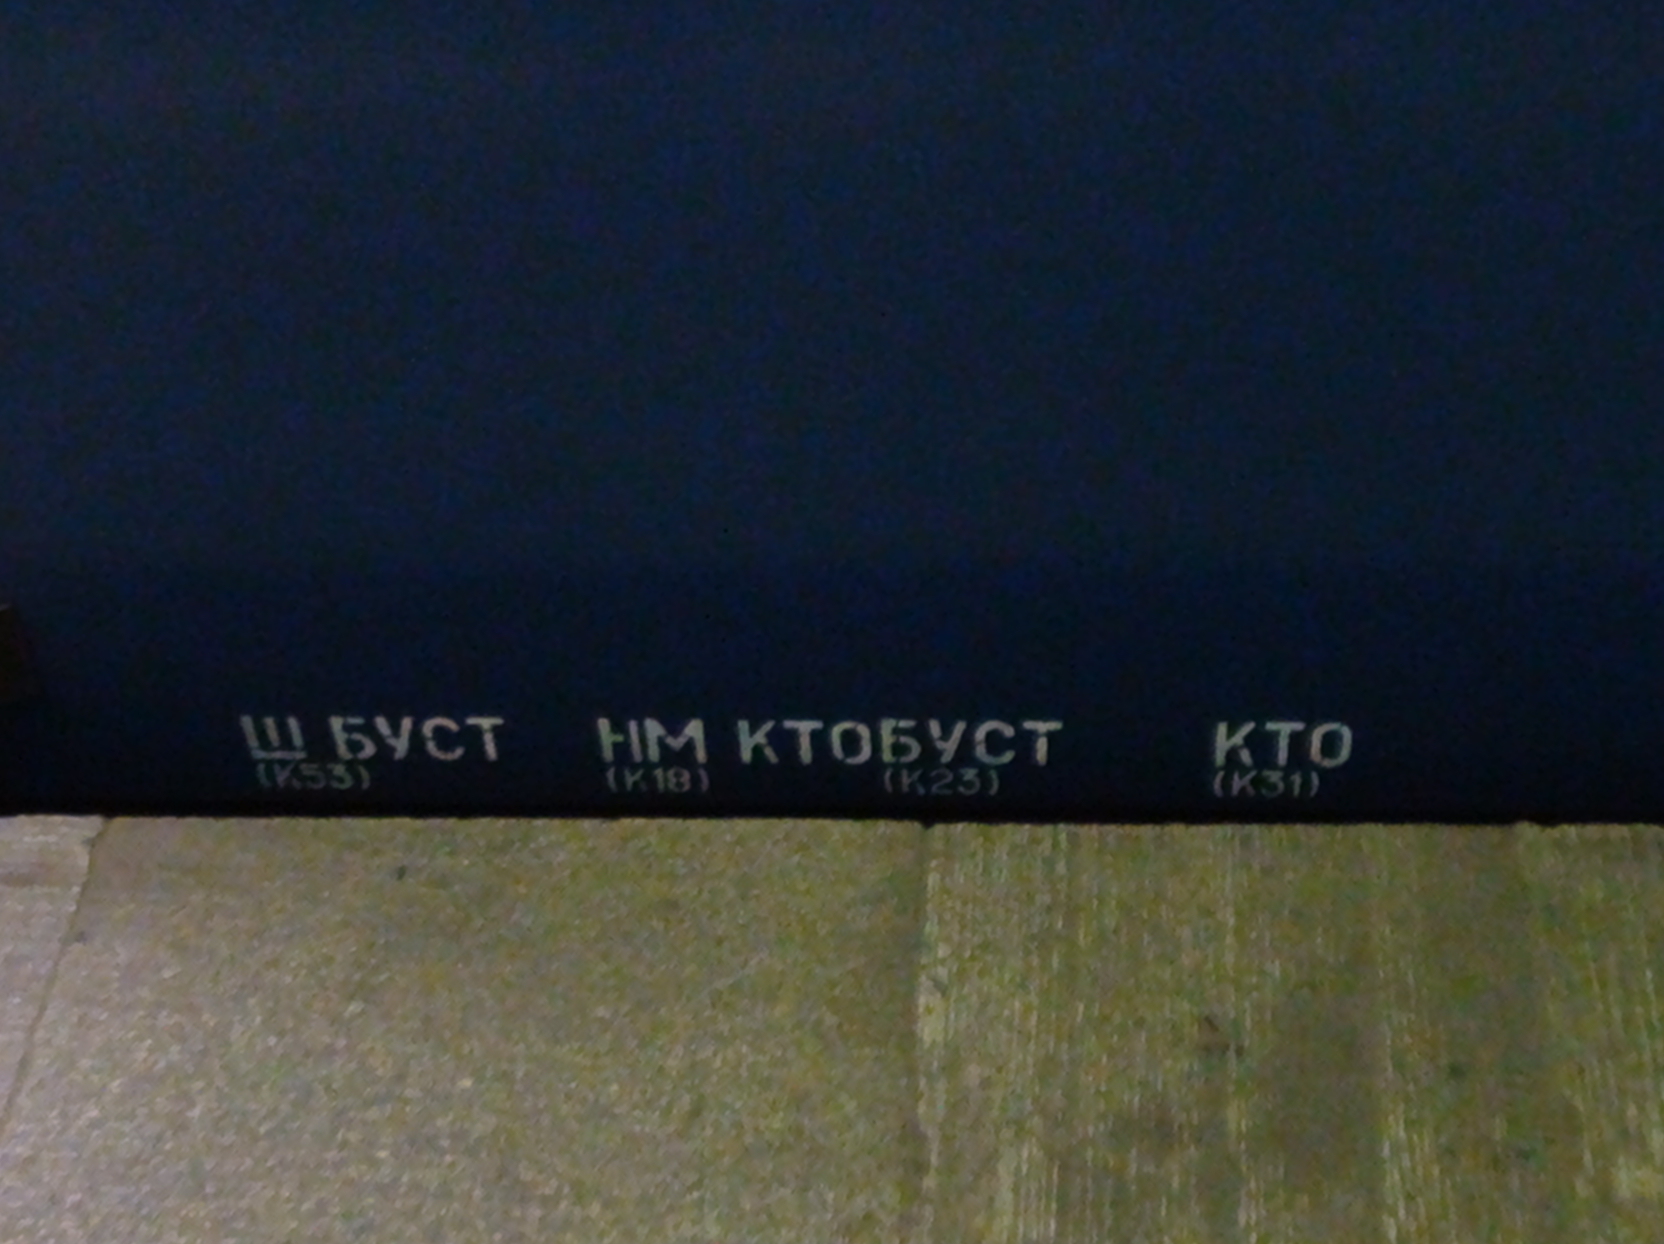 Ш БУСТ НМ КТОБУСТ КТО
(К53) (К18) (К23) (К31)